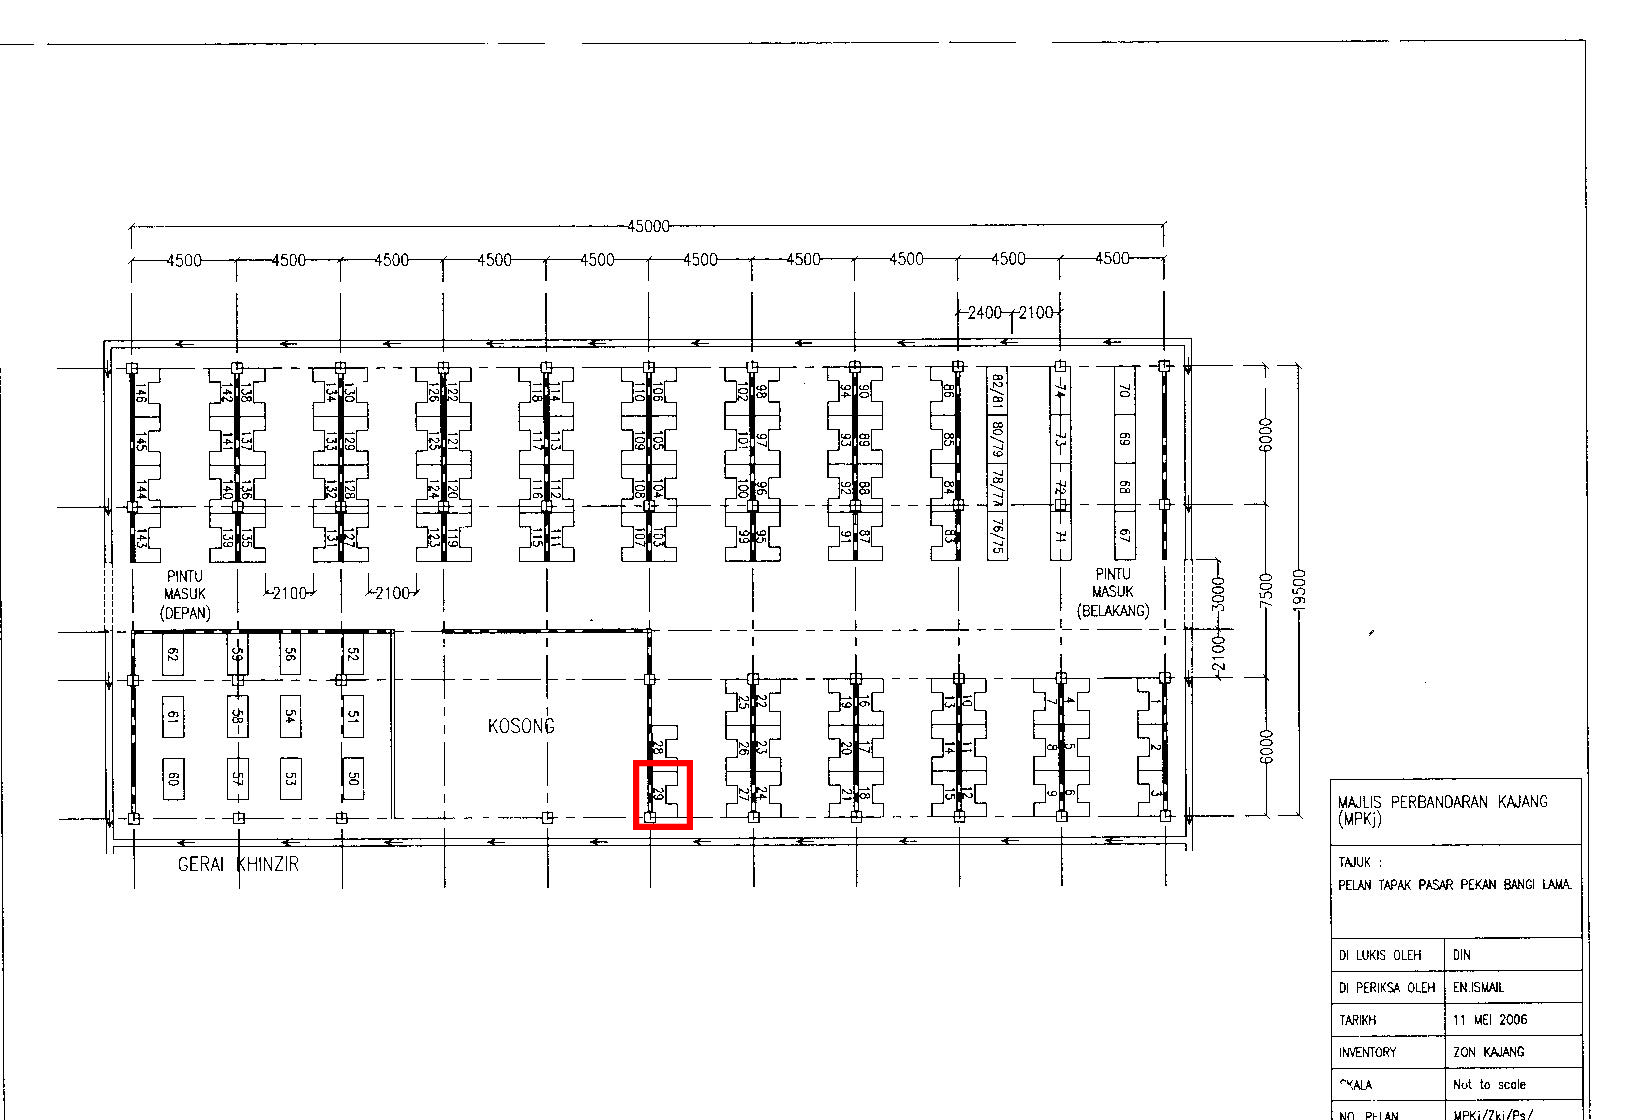 45000
4500 4500 4500 4500 4500 4500 4500 4500 4500 4500
2400 2100
146 142 138 134 130 126 122 118 114 110 106 102 98 94 90 86 82/81 74 70
145 141 137 133 129 125 121 117 113 109 105 101 97 93 89 85 80/79 73 69
144 140 136 132 128 124 120 116 112 108 104 100 96 92 88 84 78/77 72 68
143 139 135 131 127 123 119 115 111 107 103 99 95 91 87 83 76/75 71 67
6000
7500
19500
3000
2100
6000
PINTU
MASUK
(DEPAN)
2100 2100
PINTU
MASUK
(BELAKANG)
62 59 56 52
61 58 54 51
60 57 53 50
KOSONG
25 22 19 16 13 10 7 4 1
28 26 23 20 17 14 11 8 5 2
29 27 24 21 18 15 12 9 6 3
GERAI KHINZIR
MAJLIS PERBANDARAN KAJANG
(MPKj)
TAJUK :
PELAN TAPAK PASAR PEKAN BANGI LAMA.
DI LUKIS OLEH DIN
DI PERIKSA OLEH EN.ISMAIL
TARIKH 11 MEI 2006
INVENTORY ZON KAJANG
SKALA Not to scale
NO. PELAN MPKj/Zkj/Ps/